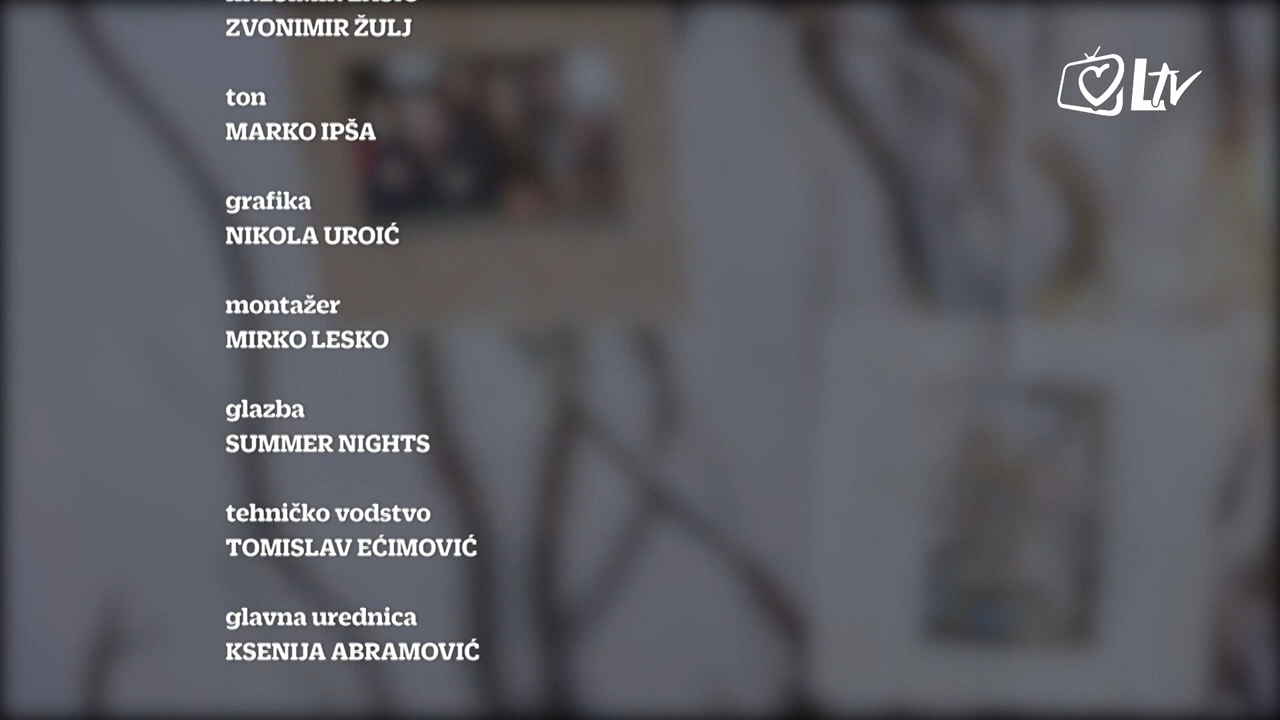 ZVONIMIR ŽULJ
ton
MARKO IPŠA
grafika
NIKOLA UROIĆ
montažer
MIRKO LESKO
glazba
SUMMER NIGHTS
tehničko vodstvo
TOMISLAV EĆIMOVIĆ
glavna urednica
KSENIJA ABRAMOVIĆ
Ltv